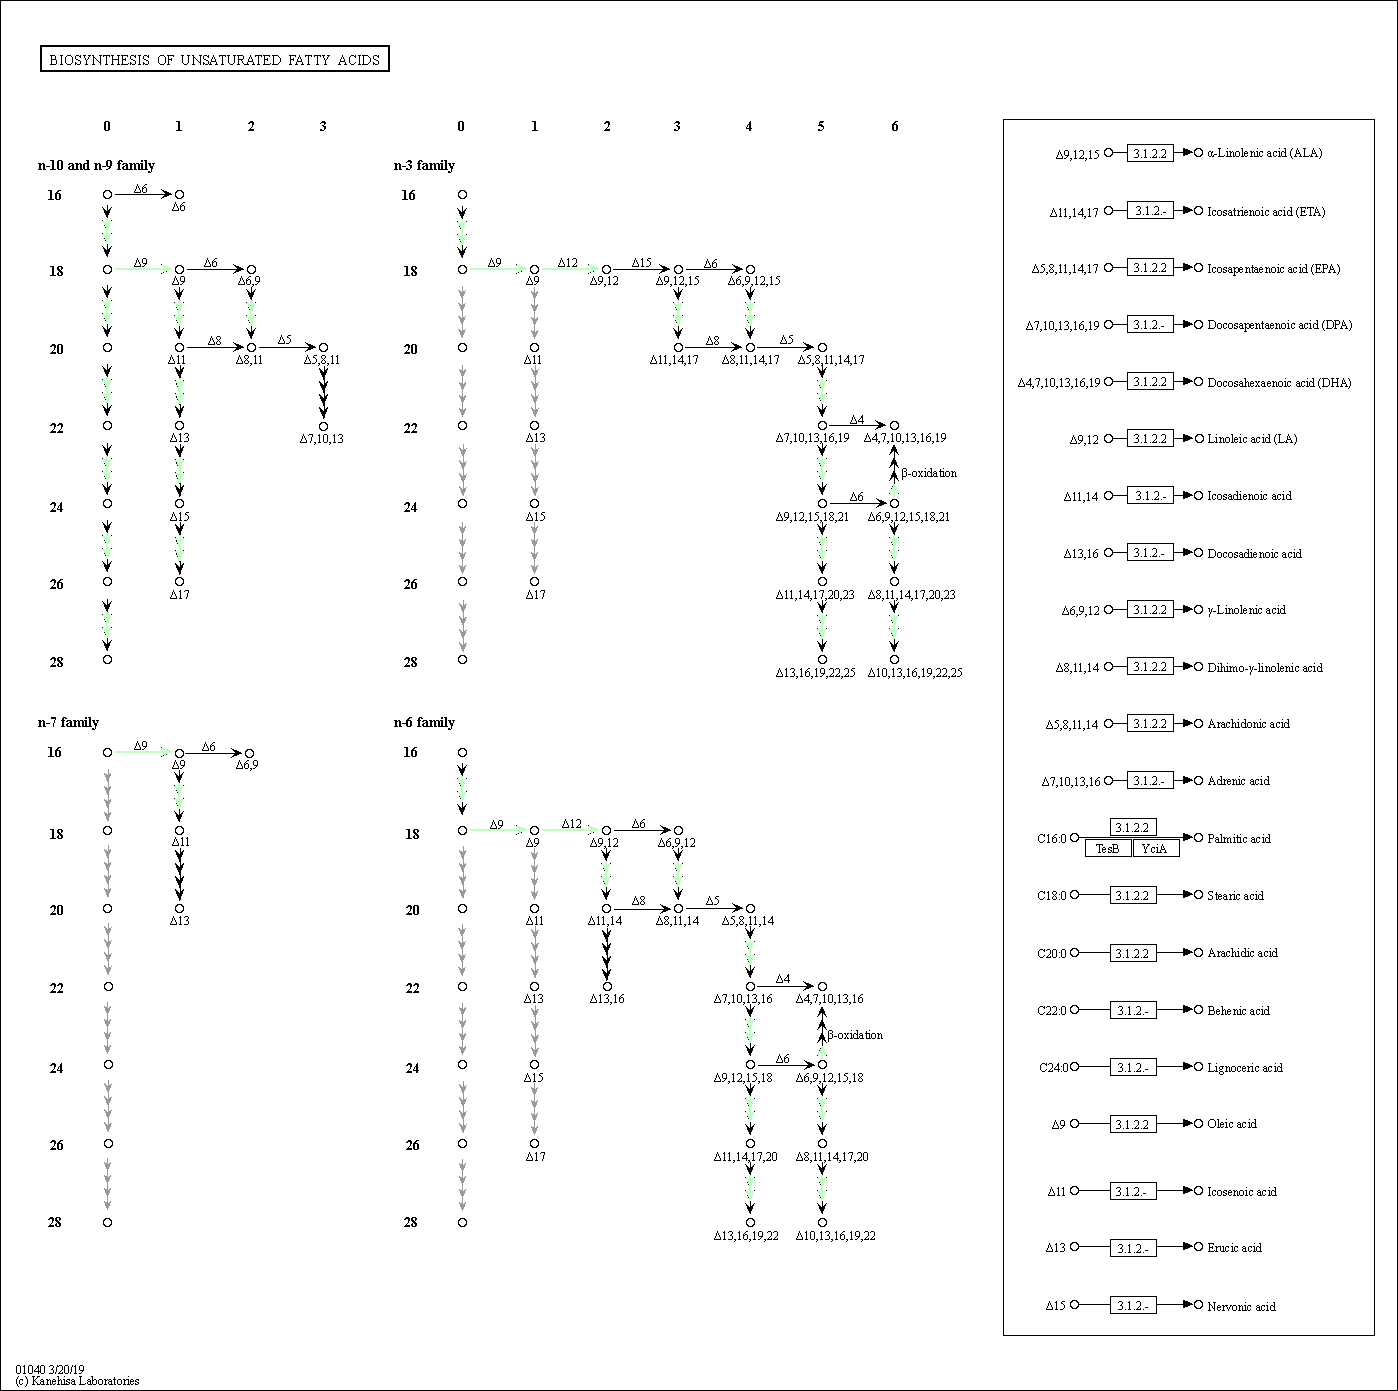 BIOSYNTHESIS OF UNSATURATED FATTY ACIDS
0 1 2 3
n-10 and n-9 family
16
Δ6
Δ6
18
Δ9 Δ6
Δ9 Δ6,9
20
Δ8 Δ5
Δ11 Δ8,11 Δ5,8,11
22
Δ13 Δ7,10,13
24
Δ15
26
Δ17
28
0 1 2 3 4 5 6
n-3 family
16
18
Δ9 Δ12 Δ15 Δ6
Δ9 Δ9,12 Δ9,12,15 Δ6,9,12,15
20
Δ8 Δ5
Δ11 Δ11,14,17 Δ8,11,14,17 Δ5,8,11,14,17
22
Δ4
Δ13 Δ7,10,13,16,19 Δ4,7,10,13,16,19
β-oxidation
24
Δ6
Δ15 Δ9,12,15,18,21 Δ6,9,12,15,18,21
26
Δ17 Δ11,14,17,20,23 Δ8,11,14,17,20,23
28
Δ13,16,19,22,25 Δ10,13,16,19,22,25
n-7 family
16
Δ9 Δ6
Δ9 Δ6,9
18
Δ11
20
Δ13
22
24
26
28
n-6 family
16
18
Δ9 Δ12 Δ6
Δ9 Δ9,12 Δ6,9,12
20
Δ8 Δ5
Δ11 Δ11,14 Δ8,11,14 Δ5,8,11,14
22
Δ4
Δ13 Δ13,16 Δ7,10,13,16 Δ4,7,10,13,16
β-oxidation
24
Δ6
Δ15 Δ9,12,15,18 Δ6,9,12,15,18
26
Δ17 Δ11,14,17,20 Δ8,11,14,17,20
28
Δ13,16,19,22 Δ10,13,16,19,22
Δ9,12,15 3.1.2.2 α-Linolenic acid (ALA)
Δ11,14,17 3.1.2.- Icosatrienoic acid (ETA)
Δ5,8,11,14,17 3.1.2.2 Icosapentaenoic acid (EPA)
Δ7,10,13,16,19 3.1.2.- Docosapentaenoic acid (DPA)
Δ4,7,10,13,16,19 3.1.2.2 Docosahexaenoic acid (DHA)
Δ9,12 3.1.2.2 Linoleic acid (LA)
Δ11,14 3.1.2.- Icosadienoic acid
Δ13,16 3.1.2.- Docosadienoic acid
Δ6,9,12 3.1.2.2 γ-Linolenic acid
Δ8,11,14 3.1.2.2 Dihimo-γ-linolenic acid
Δ5,8,11,14 3.1.2.2 Arachidonic acid
Δ7,10,13,16 3.1.2.- Adrenic acid
3.1.2.2
C16:0 Palmitic acid
TesB YciA
C18:0 3.1.2.2 Stearic acid
C20:0 3.1.2.2 Arachidic acid
C22:0 3.1.2.- Behenic acid
C24:0 3.1.2.- Lignoceric acid
Δ9 3.1.2.2 Oleic acid
Δ11 3.1.2.- Icosenoic acid
Δ13 3.1.2.- Erucic acid
Δ15 3.1.2.- Nervonic acid
01040 3/20/19
(c) Kanehisa Laboratories